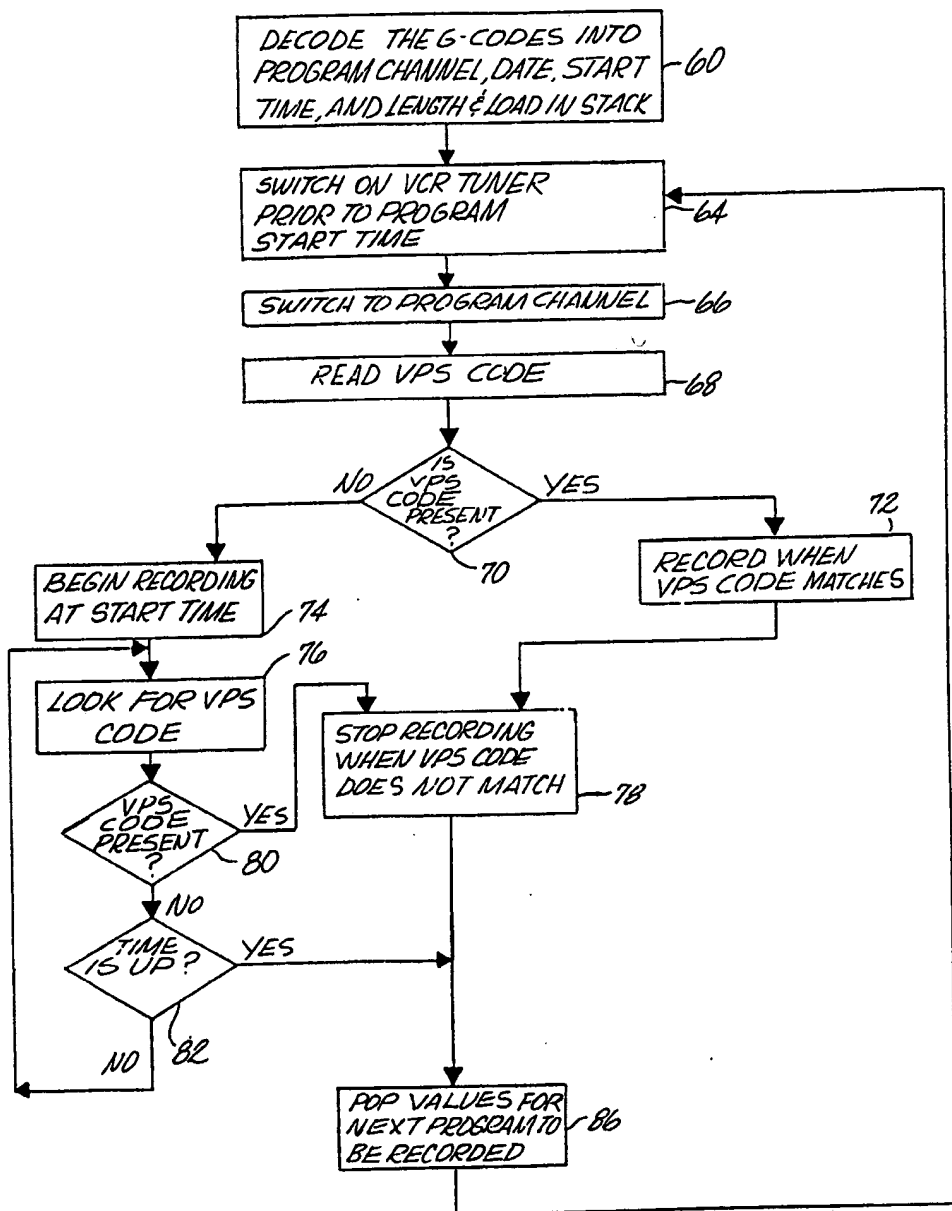 DECODE THE G-CODES INTO
PROGRAM CHANNEL, DATE, START
TIME, AND LENGTH & LOAD IN STACK
60
SWITCH ON VCR TUNER
PRIOR TO PROGRAM
START TIME
64
SWITCH TO PROGRAM CHANNEL
66
READ VPS CODE
68
IS
VPS
CODE
PRESENT
?
70
NO
YES
72
RECORD WHEN
VPS CODE MATCHES
BEGIN RECORDING
AT START TIME
74
76
LOOK FOR VPS
CODE
STOP RECORDING
WHEN VPS CODE
DOES NOT MATCH
78
VPS
CODE
PRESENT
?
YES
80
NO
TIME
IS UP?
YES
82
NO
POP VALUES FOR
NEXT PROGRAM TO
BE RECORDED
86